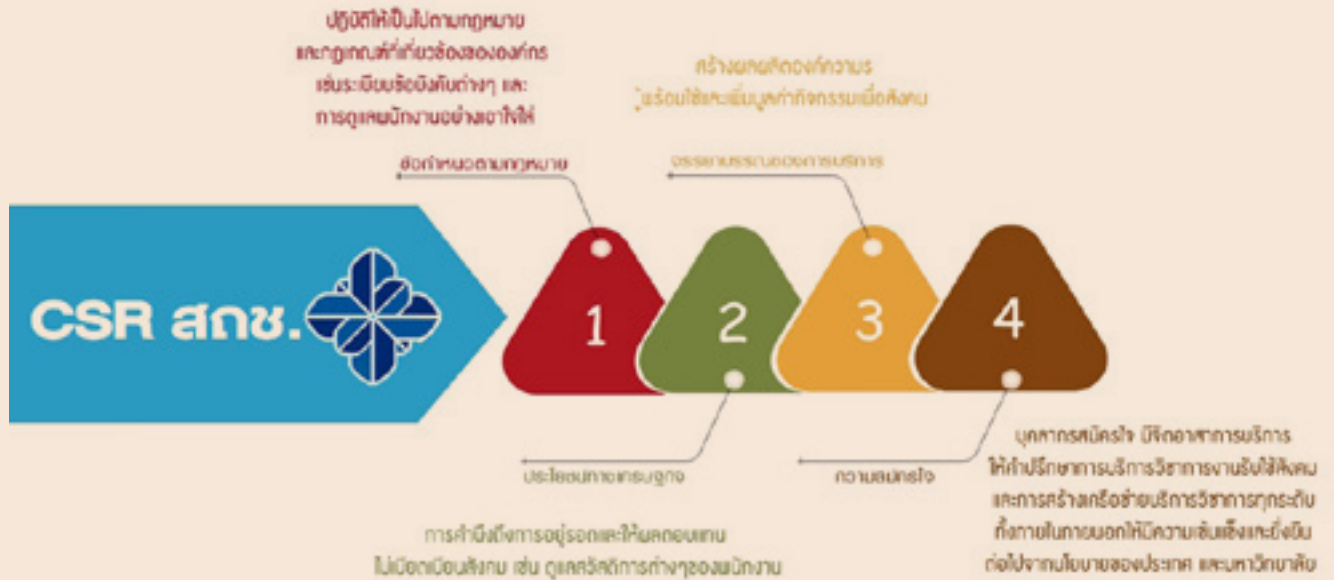 ปฏิบัติให้เป็นไปตามกฎหมาย
และกฎเกณฑ์ที่เกี่ยวข้องขององค์กร
เช่นระเบียบข้อบังคับต่างๆ และ
การดูแลพนักงานอย่างเอาใจใส่
ข้อกำหนดตามกฎหมาย
สร้างผลผลิตองค์ความร
ู้พร้อมใช้และเพิ่มมูลค่ากิจกรรมเพื่อสังคม
จรรยาบรรณของการบริการ
CSR สถช.
1
2
3
4
ประโยชน์ทางเศรษฐกิจ
การคำนึงถึงการอยู่รอดและให้ผลตอบแทน
ไม่เบียดเบียนสังคม เช่น ดูแลสวัสดิการต่างๆของพนักงาน
ความสมัครใจ
บุคลากรสมัครใจ มีจิตอาสาการบริการ
ให้คำปรึกษาการบริการวิชาการงานรับใช้สังคม
และการสร้างเครือข่ายบริการวิชาการทุกระดับ
ทั้งภายในภายนอกให้มีความเข้มแข็งและยั่งยืน
ต่อไปจากนโยบายของประเทศ และมหาวิทยาลัย